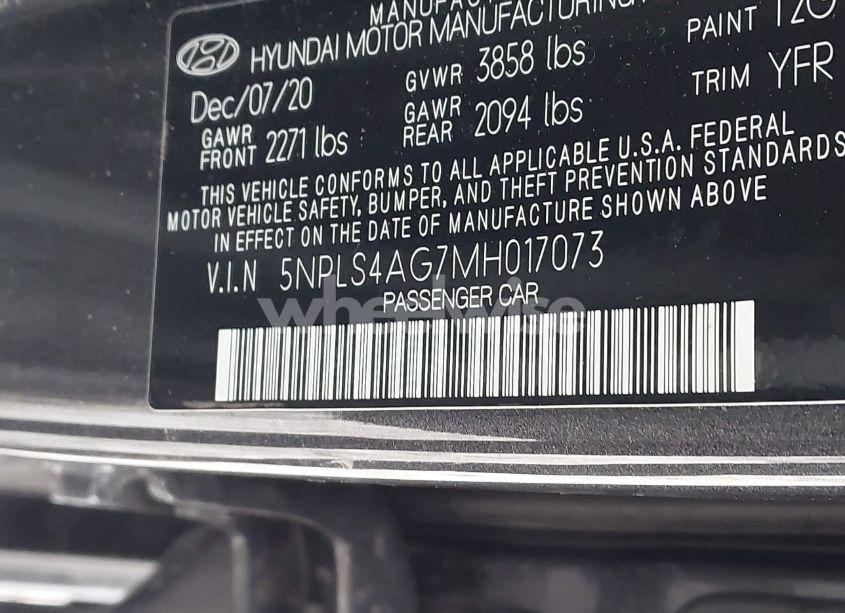 HYUNDAI MOTOR MANUFACTURING
PAINT
Dec/07/20 GVWR 3858 lbs TRIM YFR
GAWR FRONT 2271 lbs GAWR REAR 2094 lbs
THIS VEHICLE CONFORMS TO ALL APPLICABLE U.S.A. FEDERAL
MOTOR VEHICLE SAFETY, BUMPER, AND THEFT PREVENTION STANDARDS
IN EFFECT ON THE DATE OF MANUFACTURE SHOWN ABOVE
V.I.N 5NPLS4AG7MH017073
PASSENGER CAR
wheelwise